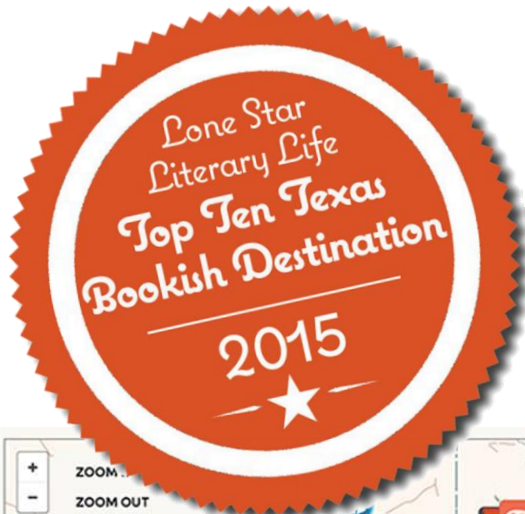 Lone Star
Literary Life
Top Ten Texas
Bookish Destination
2015
+
ZOOM
-
ZOOM OUT